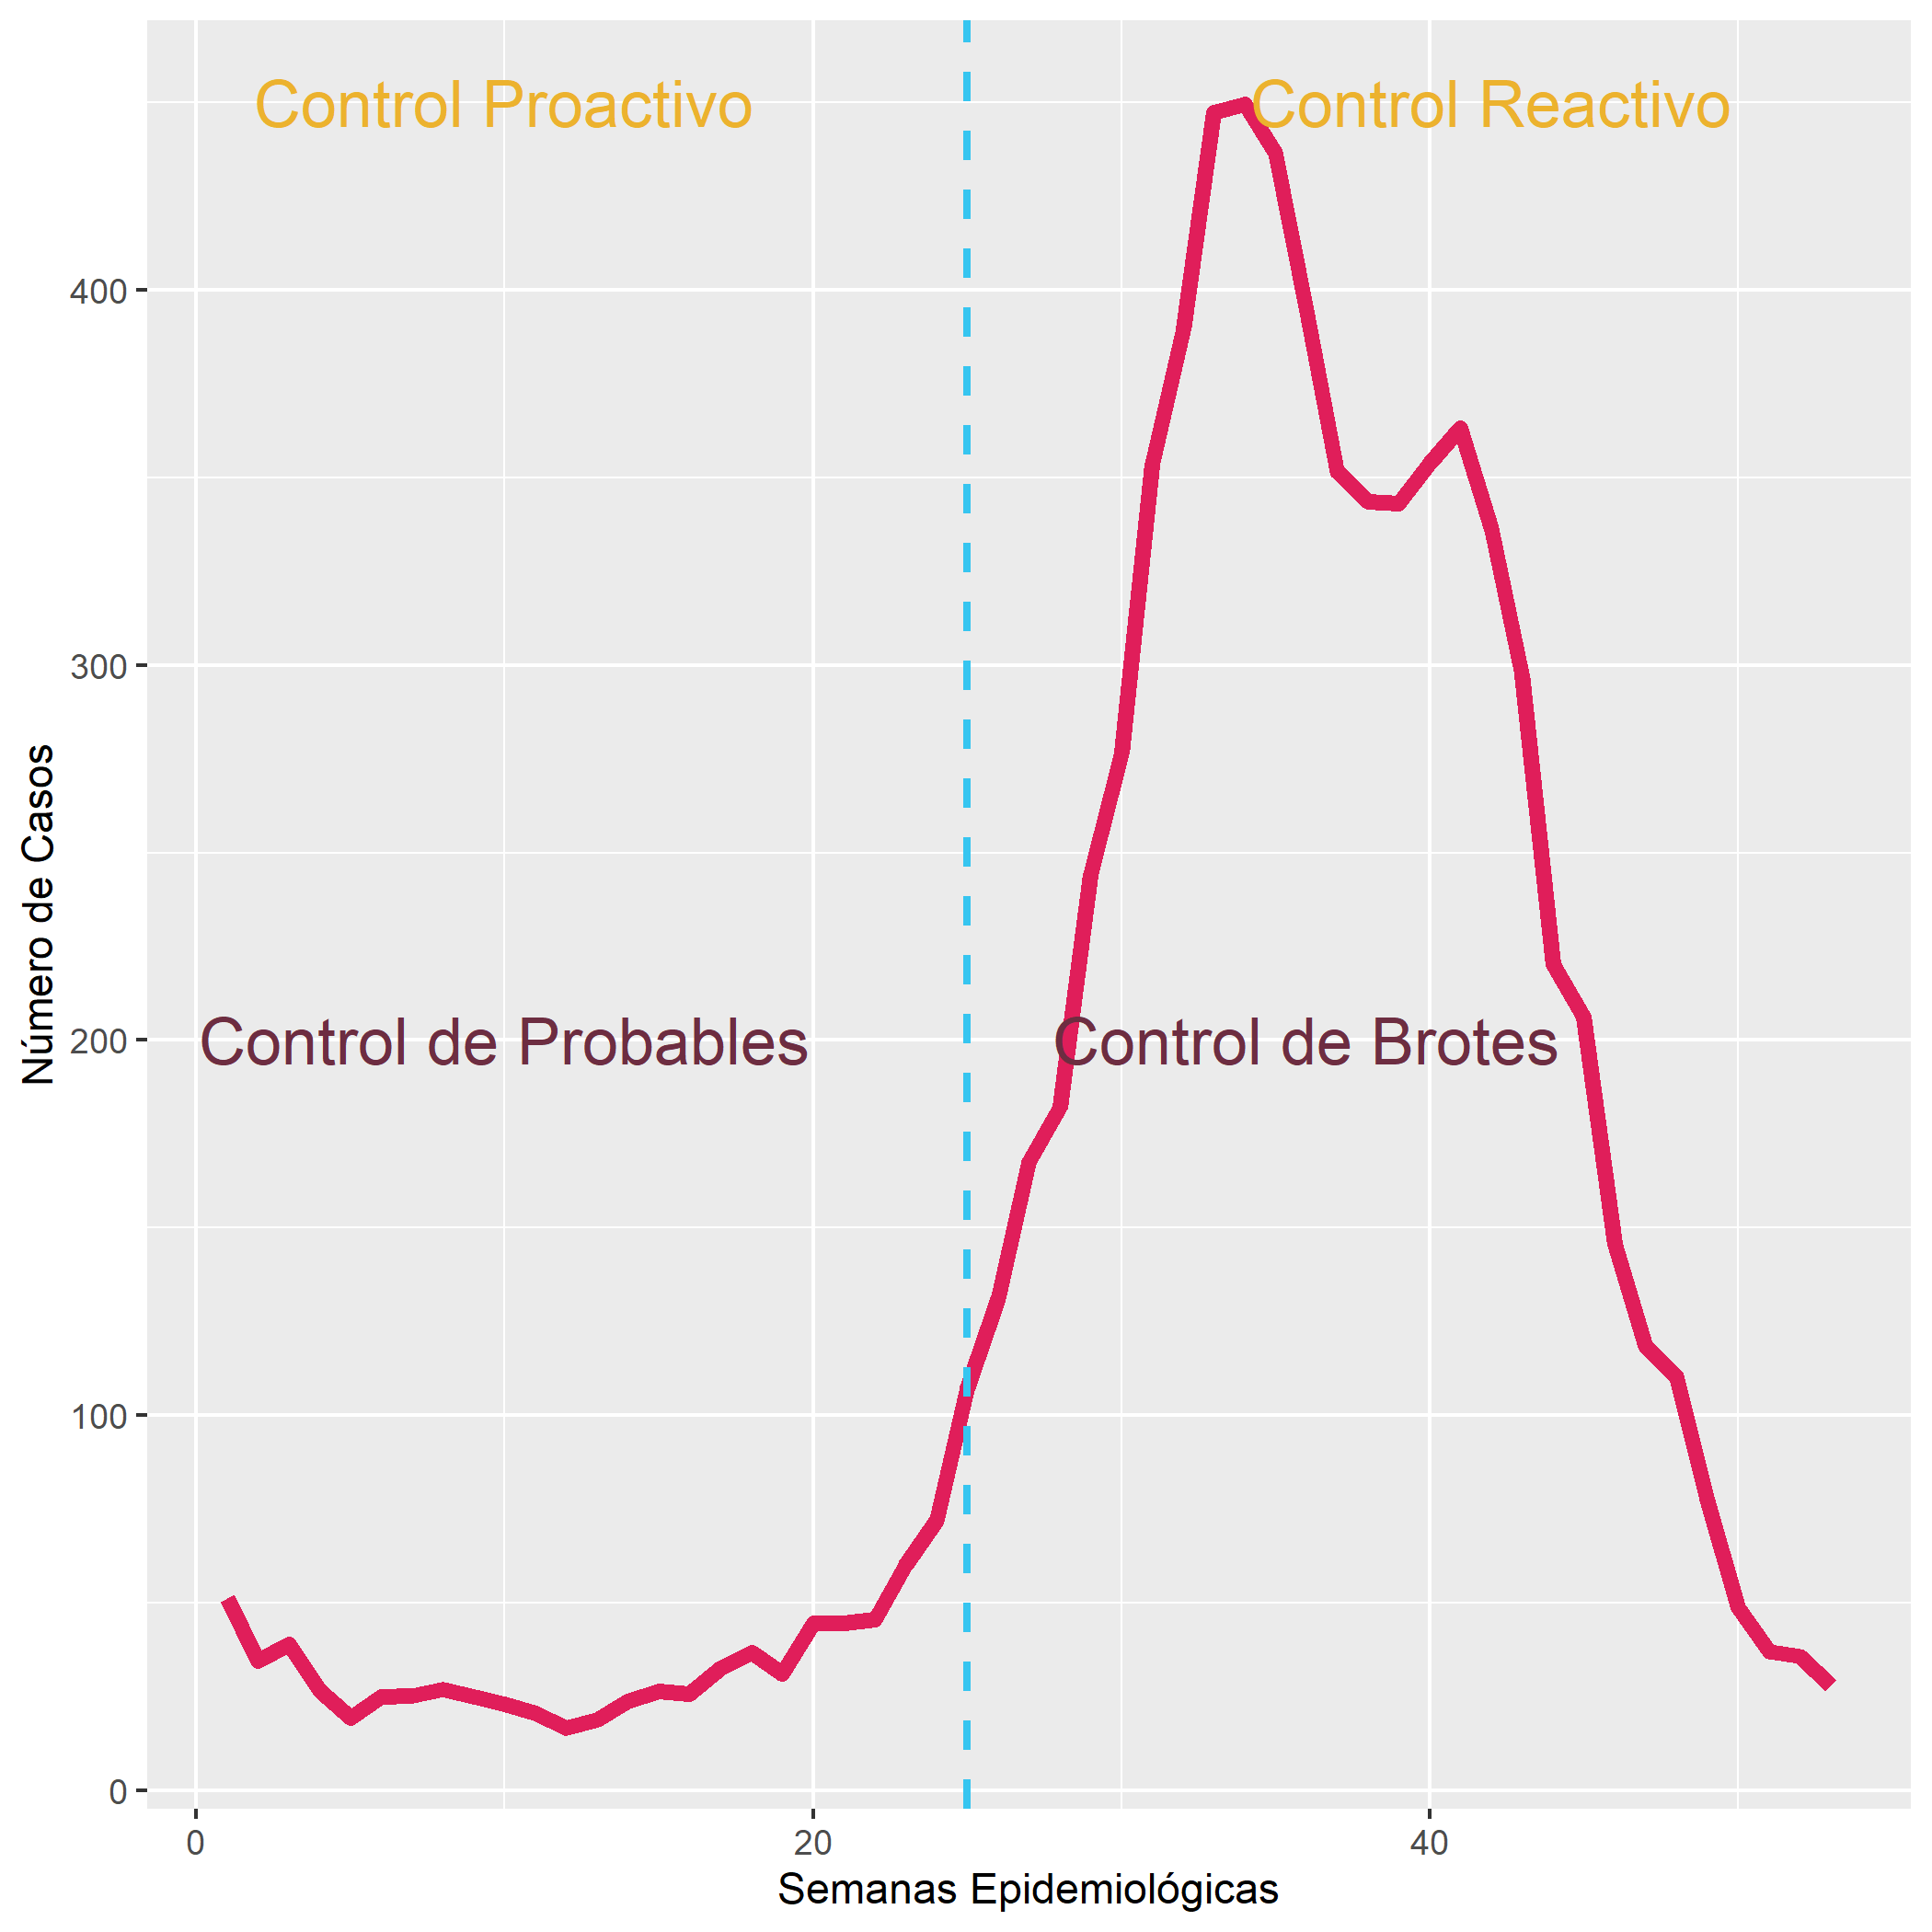 Control Proactivo
Control Reactivo
400
300
Número de Casos
200
Control de Probables
Control de Brotes
100
0
0
20
40
Semanas Epidemiológicas